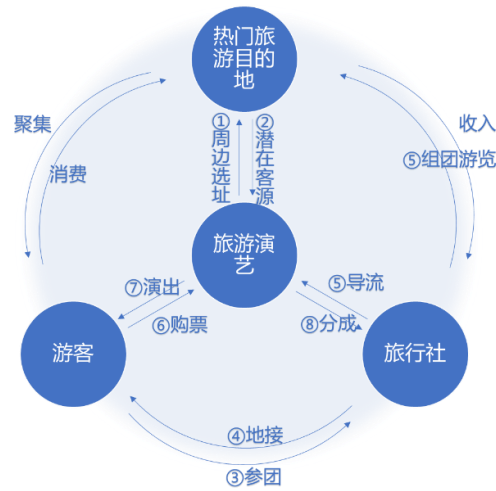 热门旅
游目的
地
聚集
消费
收入
⑤组团游览
①周边选址
②潜在客源
旅游演
艺
⑦演出
⑥购票
⑤导流
⑧分成
游客
旅行社
④地接
③参团